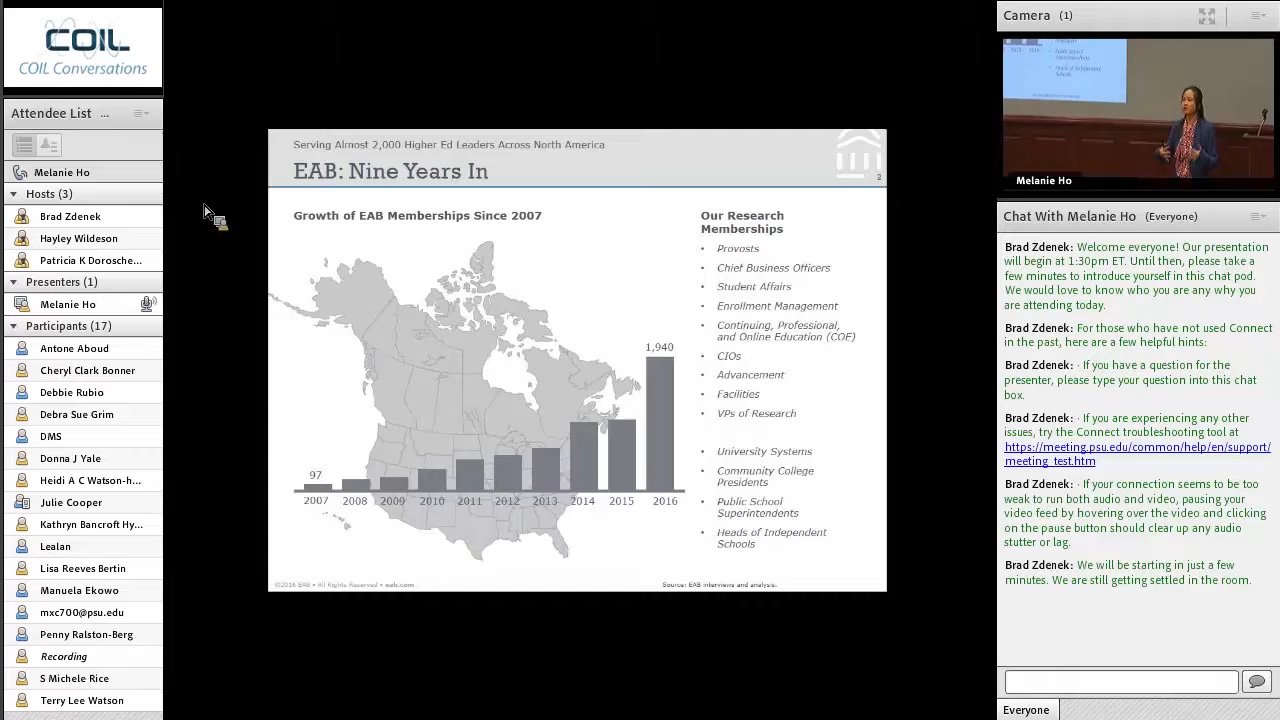 COIL
COIL Conversations
Attendee List ...
Melanie Ho
Hosts (3)
Brad Zdenek
Hayley Wildeson
Patricia K Dorosche...
Presenters (1)
Melanie Ho
Participants (17)
Antone Aboud
Cheryl Clark Bonner
Debbie Rubio
Debra Sue Grim
DMS
Donna J Yale
Heidi A C Watson-h...
Julie Cooper
Kathryn Bancroft Hy...
Lealan
Lisa Reeves Bertin
Manuela Ekowo
mxc700@psu.edu
Penny Ralston-Berg
Recording
S Michele Rice
Terry Lee Watson
Serving Almost 2,000 Higher Ed Leaders Across North America
EAB: Nine Years In
2
Growth of EAB Memberships Since 2007
97
1,940
2007 2008 2009 2010 2011 2012 2013 2014 2015 2016
Our Research
Memberships
• Provosts
• Chief Business Officers
• Student Affairs
• Enrollment Management
• Continuing, Professional,
and Online Education (COE)
• CIOs
• Advancement
• Facilities
• VPs of Research
• University Systems
• Community College
Presidents
• Public School
Superintendents
• Heads of Independent
Schools
©2016 EAB • All Rights Reserved • eab.com
Source: EAB interviews and analysis.
Camera (1)
Melanie Ho
Chat With Melanie Ho (Everyone)
Brad Zdenek: Welcome everyone! Our presentation
will begin at 1:30pm ET. Until then, please take a
few minutes to introduce yourself in this chat pod.
We would love to know who you are any why you
are attending today.
Brad Zdenek: For those who have not used Connect
in the past, here are a few helpful hints:
Brad Zdenek: · If you have a question for the
presenter, please type your question into this chat
box.
Brad Zdenek: · If you are experiencing any other
issues, try the Connect troubleshooting tool at
https://meeting.psu.edu/common/help/en/support/
meeting_test.htm
Brad Zdenek: · If your connection seems to be too
weak to run both audio and video, pausing your
video feed by hovering over the video and clicking
on the pause button should clear up any audio
stutter or lag.
Brad Zdenek: We will be starting in just a few
minutes. We are still getting settled in the room.
Everyone